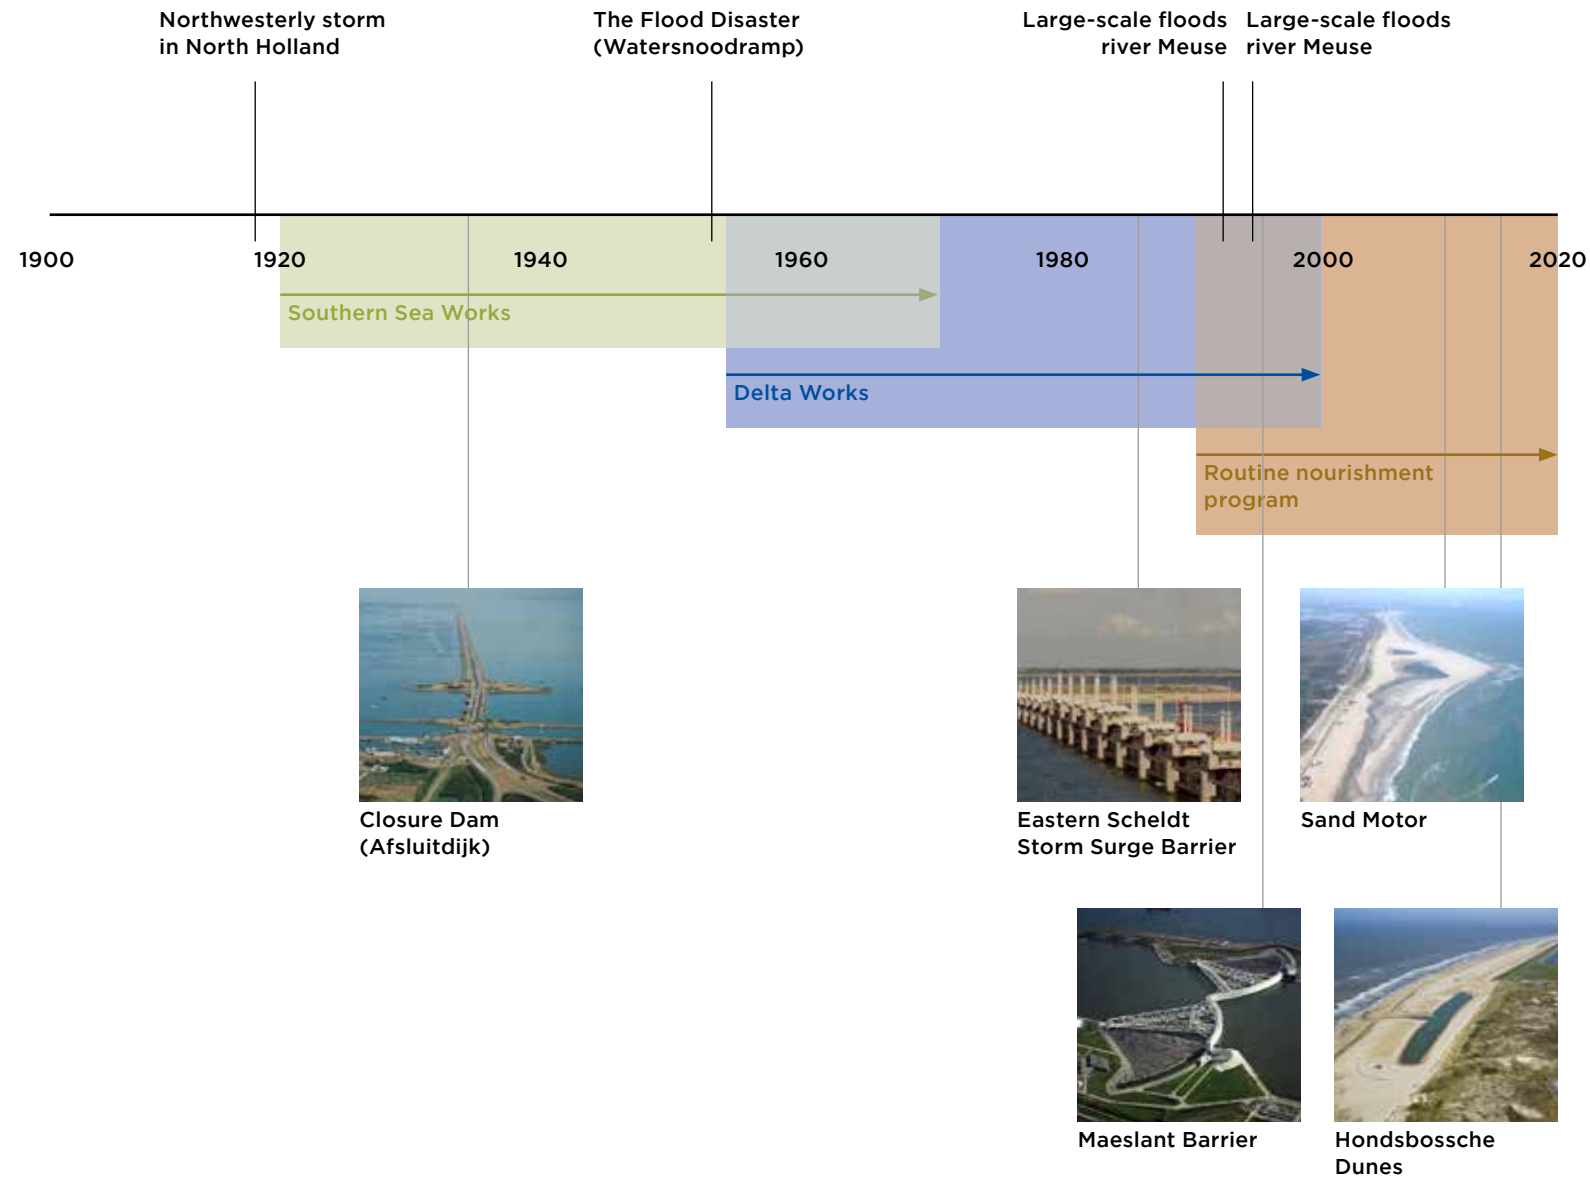 Northwesterly storm
in North Holland
The Flood Disaster
(Watersnoodramp)
Large-scale floods
river Meuse
Large-scale floods
river Meuse
1900
1920
1940
1960
1980
2000
2020
Southern Sea Works
Delta Works
Routine nourishment
program
Closure Dam
(Afsluitdijk)
Eastern Scheldt
Storm Surge Barrier
Sand Motor
Maeslant Barrier
Hondsbossche
Dunes